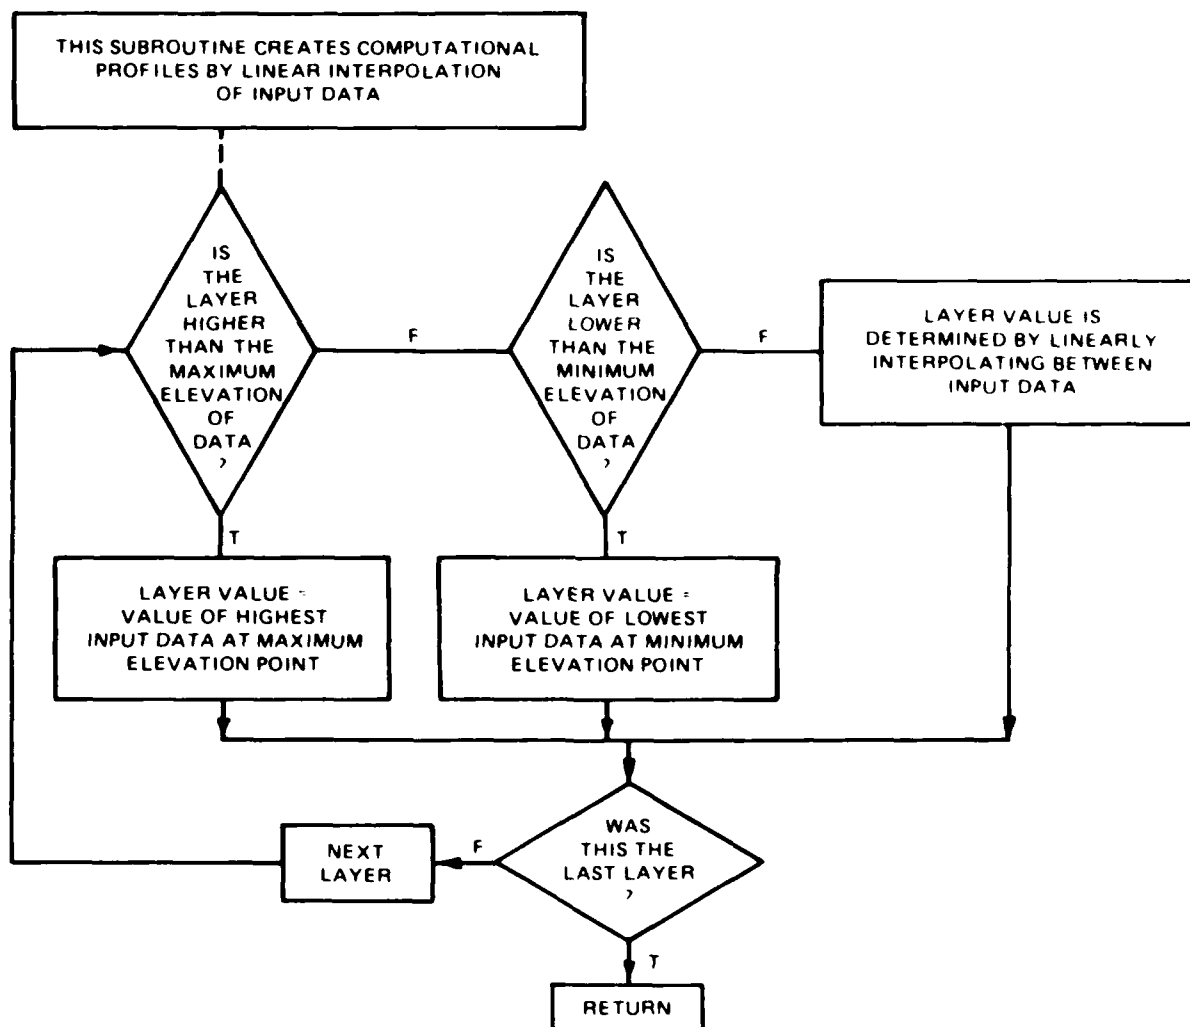 THIS SUBROUTINE CREATES COMPUTATIONAL
PROFILES BY LINEAR INTERPOLATION
OF INPUT DATA
IS
THE
LAYER
HIGHER
THAN THE
MAXIMUM
ELEVATION
OF
DATA
?
F
IS
THE
LAYER
LOWER
THAN THE
MINIMUM
ELEVATION
OF
DATA
?
F
LAYER VALUE IS
DETERMINED BY LINEARLY
INTERPOLATING BETWEEN
INPUT DATA
T
T
LAYER VALUE =
VALUE OF HIGHEST
INPUT DATA AT MAXIMUM
ELEVATION POINT
LAYER VALUE =
VALUE OF LOWEST
INPUT DATA AT MINIMUM
ELEVATION POINT
WAS
THIS THE
LAST LAYER
?
F
NEXT
LAYER
T
RETURN